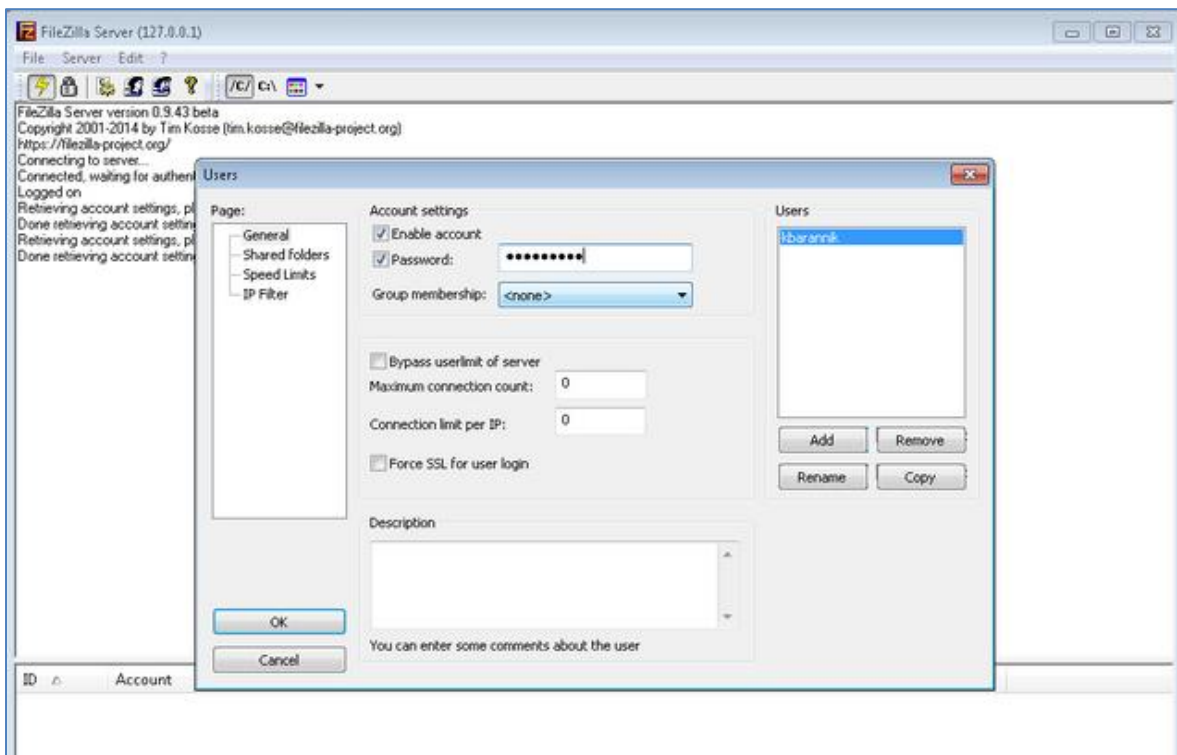 FileZilla Server (127.0.0.1)
File Server Edit ?
/C/ C:\
FileZilla Server version 0.9.43 beta
Copyright 2001-2014 by Tim Kosse (tim.kosse@filezilla-project.org)
https://filezilla-project.org/
Connecting to server...
Connected, waiting for authent
Logged on
Retrieving account settings, pl
Done retrieving account setting
Retrieving account settings, pl
Done retrieving account setting
Users
Page:
General
Shared folders
Speed Limits
IP Filter
OK
Cancel
Account settings
Enable account
Password: •••••••••
Group membership: <none>
Bypass userlimit of server
Maximum connection count: 0
Connection limit per IP: 0
Force SSL for user login
Description
You can enter some comments about the user
Users
kbarannik
Add Remove
Rename Copy
ID Account